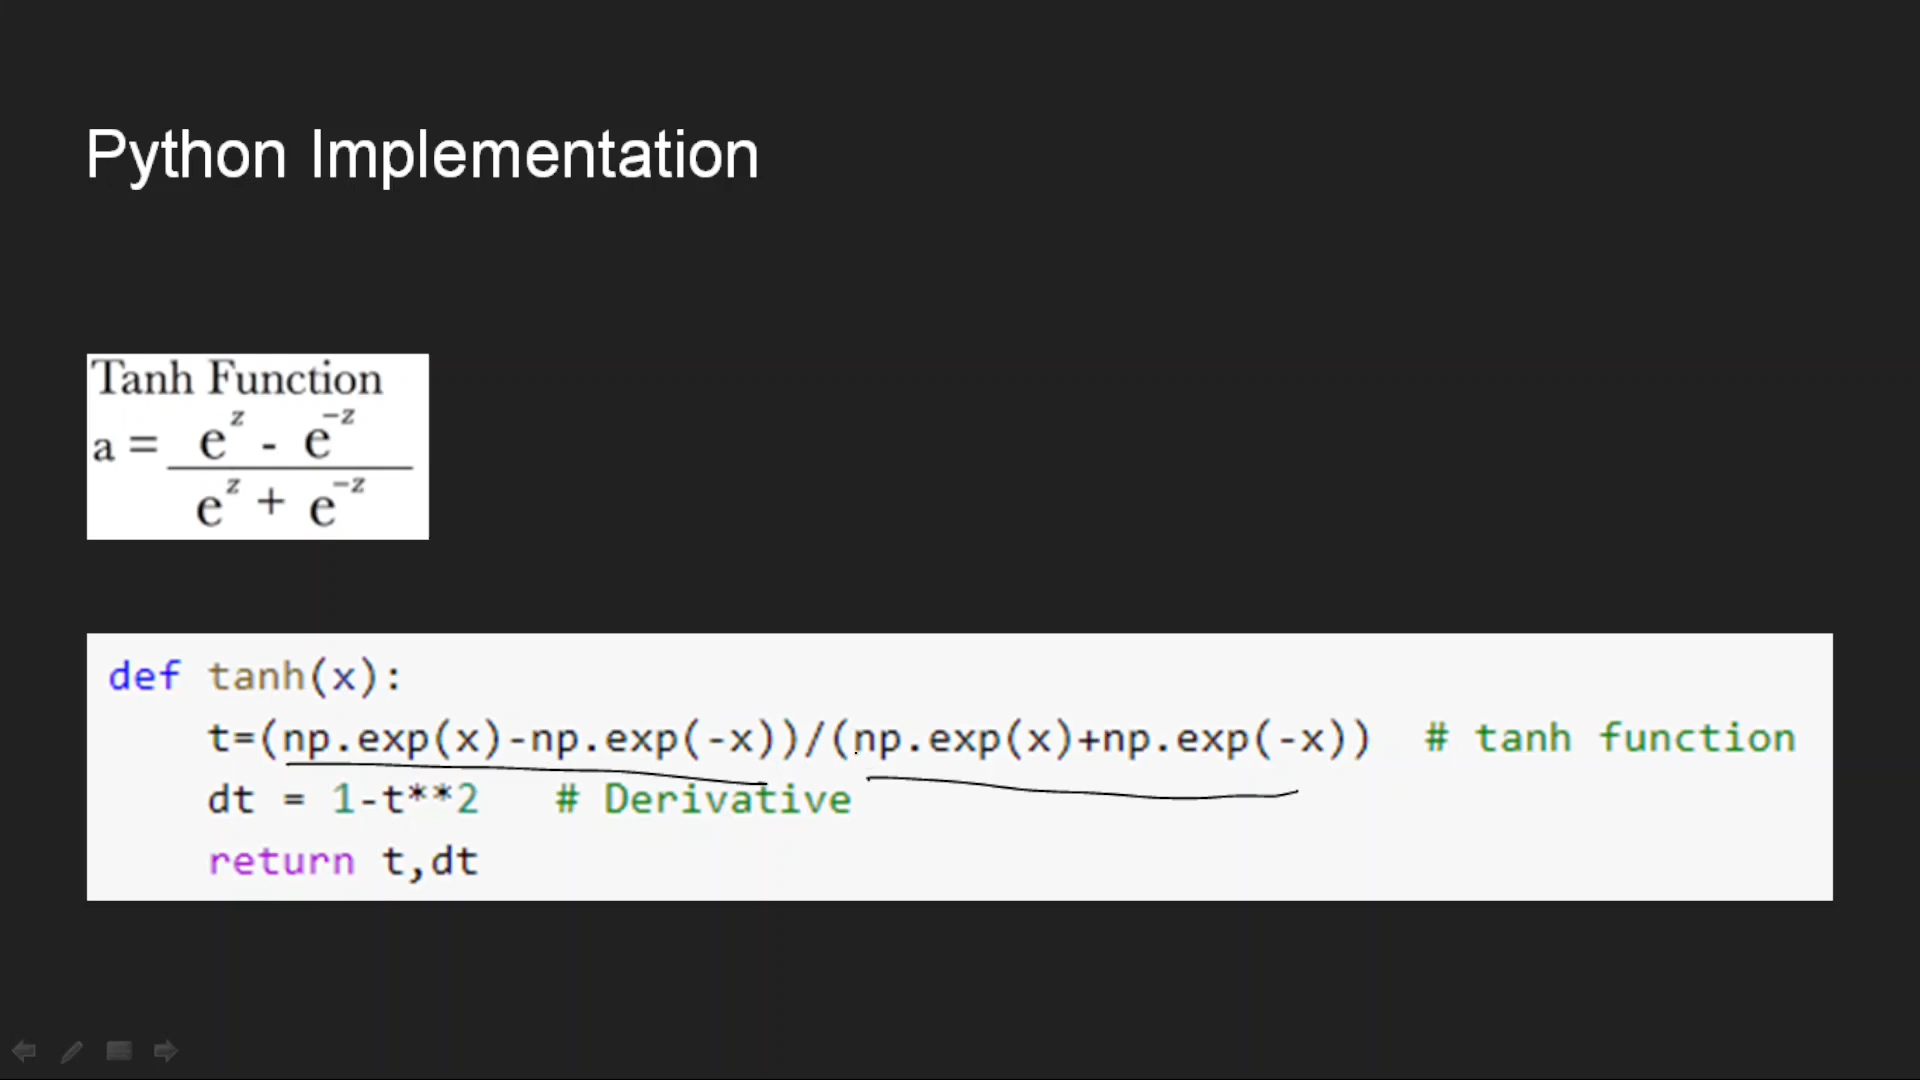 Python Implementation
Tanh Function
a = e^z - e^-z
e^z + e^-z
def tanh(x):
t=(np.exp(x)-np.exp(-x))/(np.exp(x)+np.exp(-x)) # tanh function
dt = 1-t**2 # Derivative
return t,dt